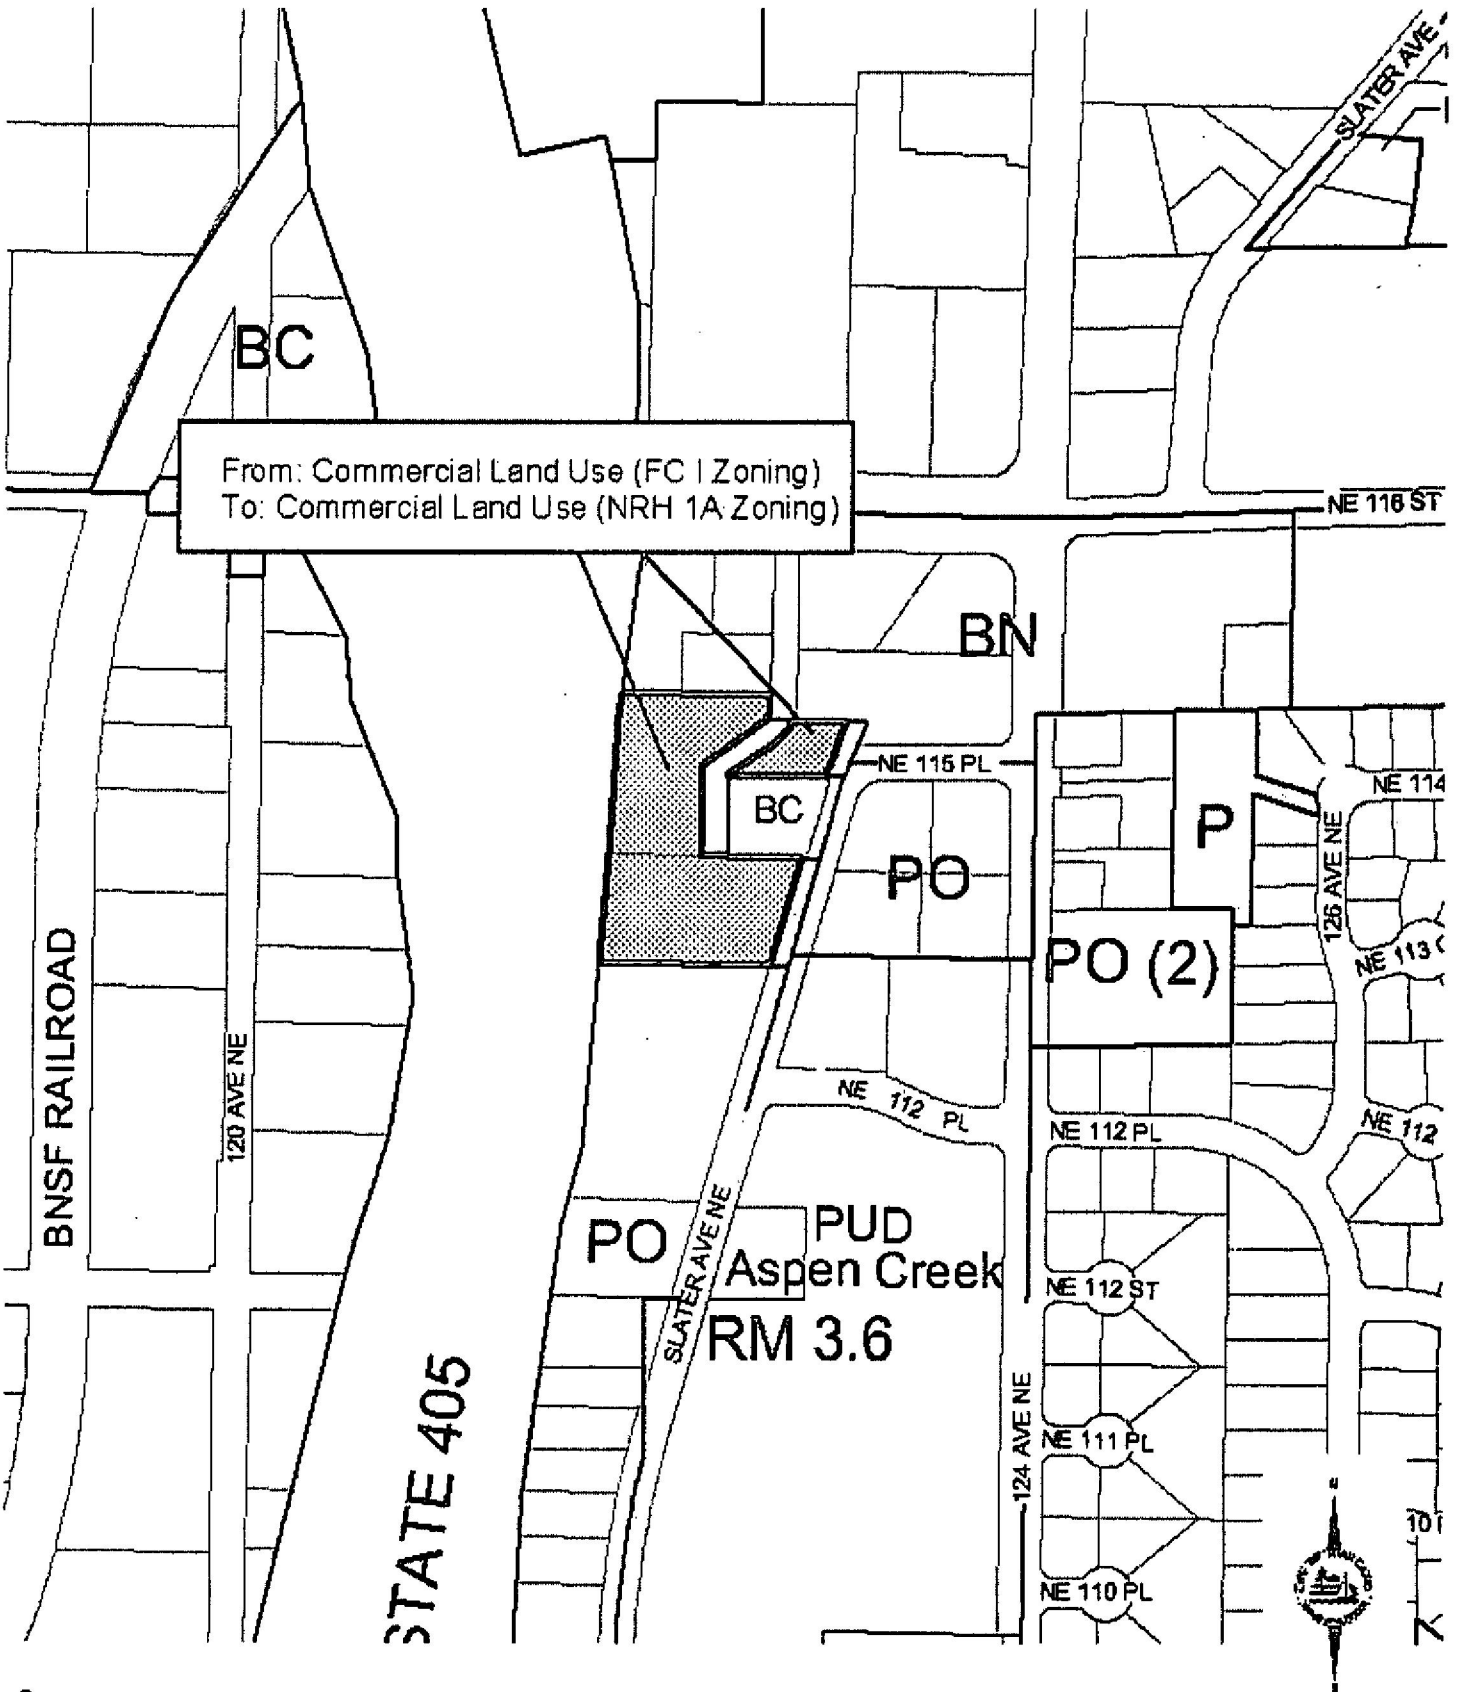 SLATER AVE
BC
From: Commercial Land Use (FC I Zoning)
To: Commercial Land Use (NRH 1A Zoning)
NE 116 ST
BN
NE 115 PL
NE 114
BC
P
PO
126 AVE NE
PO (2)
NE 113
BNSF RAILROAD
120 AVE NE
NE 112 PL
NE 112 PL
NE 112
PO
SLATER AVE NE
PUD
Aspen Creek
NE 112 ST
RM 3.6
STATE 405
124 AVE NE
NE 111 PL
NE 110 PL